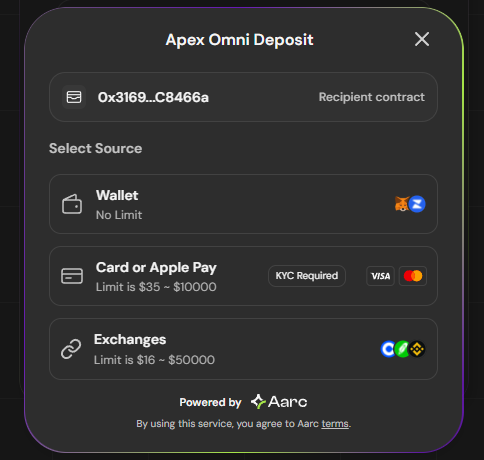 Apex Omni Deposit
0x3169...C8466a Recipient contract
Select Source
Wallet
No Limit
Card or Apple Pay
Limit is $35 ~ $10000
KYC Required
VISA
Exchanges
Limit is $16 ~ $50000
Powered by Aarc
By using this service, you agree to Aarc terms.